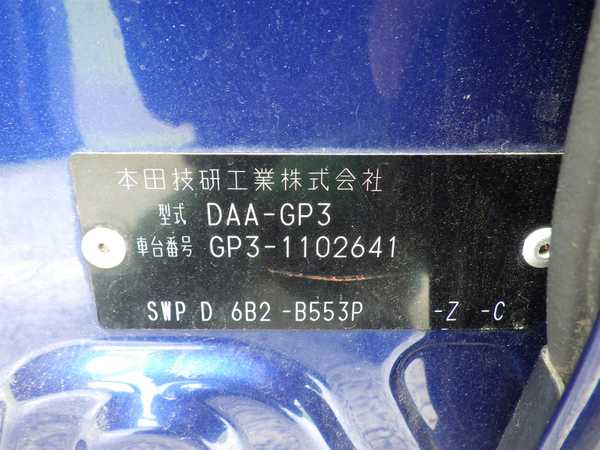 本田技研工業株式会社
型式 DAA-GP3
車台番号 GP3-1102641
SWP D 6B2 -B553P -Z -C